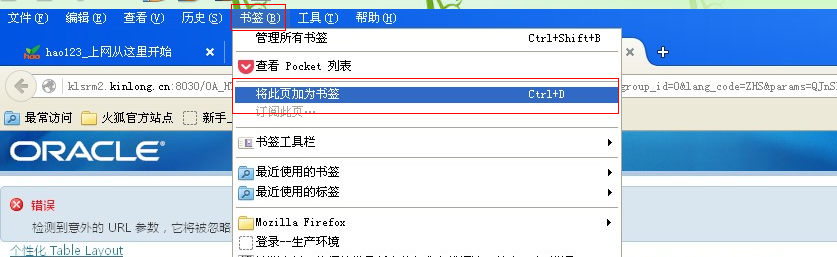 文件(F) 编辑(E) 查看(V) 历史(S) 书签(B) 工具(T) 帮助(H)
管理所有书签 Ctrl+Shift+B
hao123_上网从这里开始
查看 Pocket 列表
klsrm2.kinlong.cn:8030/OA_H
group_id=0&lang_code=ZHS&params=QJnS
将此页加为书签 Ctrl+D
订阅此页…
最常访问 火狐官方站点 新手_
书签工具栏
ORACLE
最近使用的书签
最近使用的标签
错误
检测到意外的 URL 参数，它将被忽略
Mozilla Firefox
登录--生产环境
个性化 Table Layout